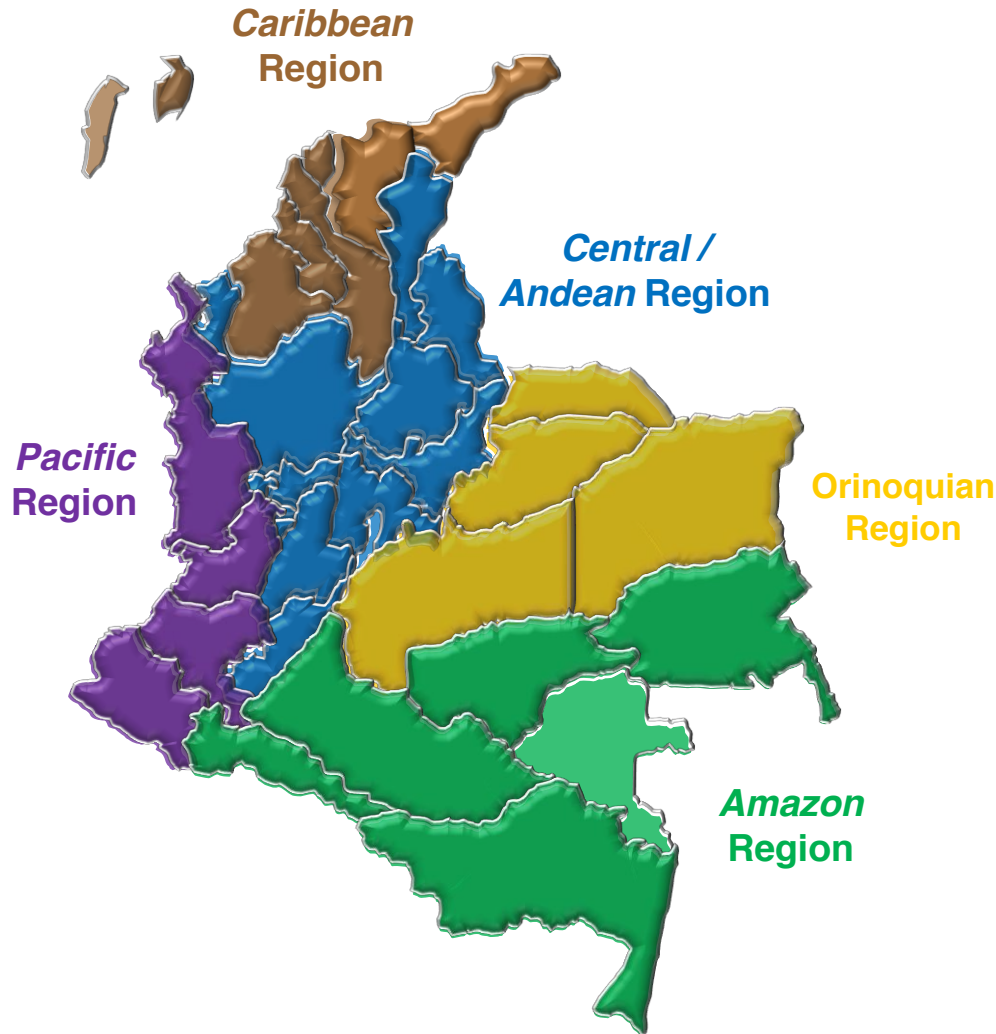 Caribbean
Region
Central /
Andean Region
Pacific
Region
Orinoquian
Region
Amazon
Region